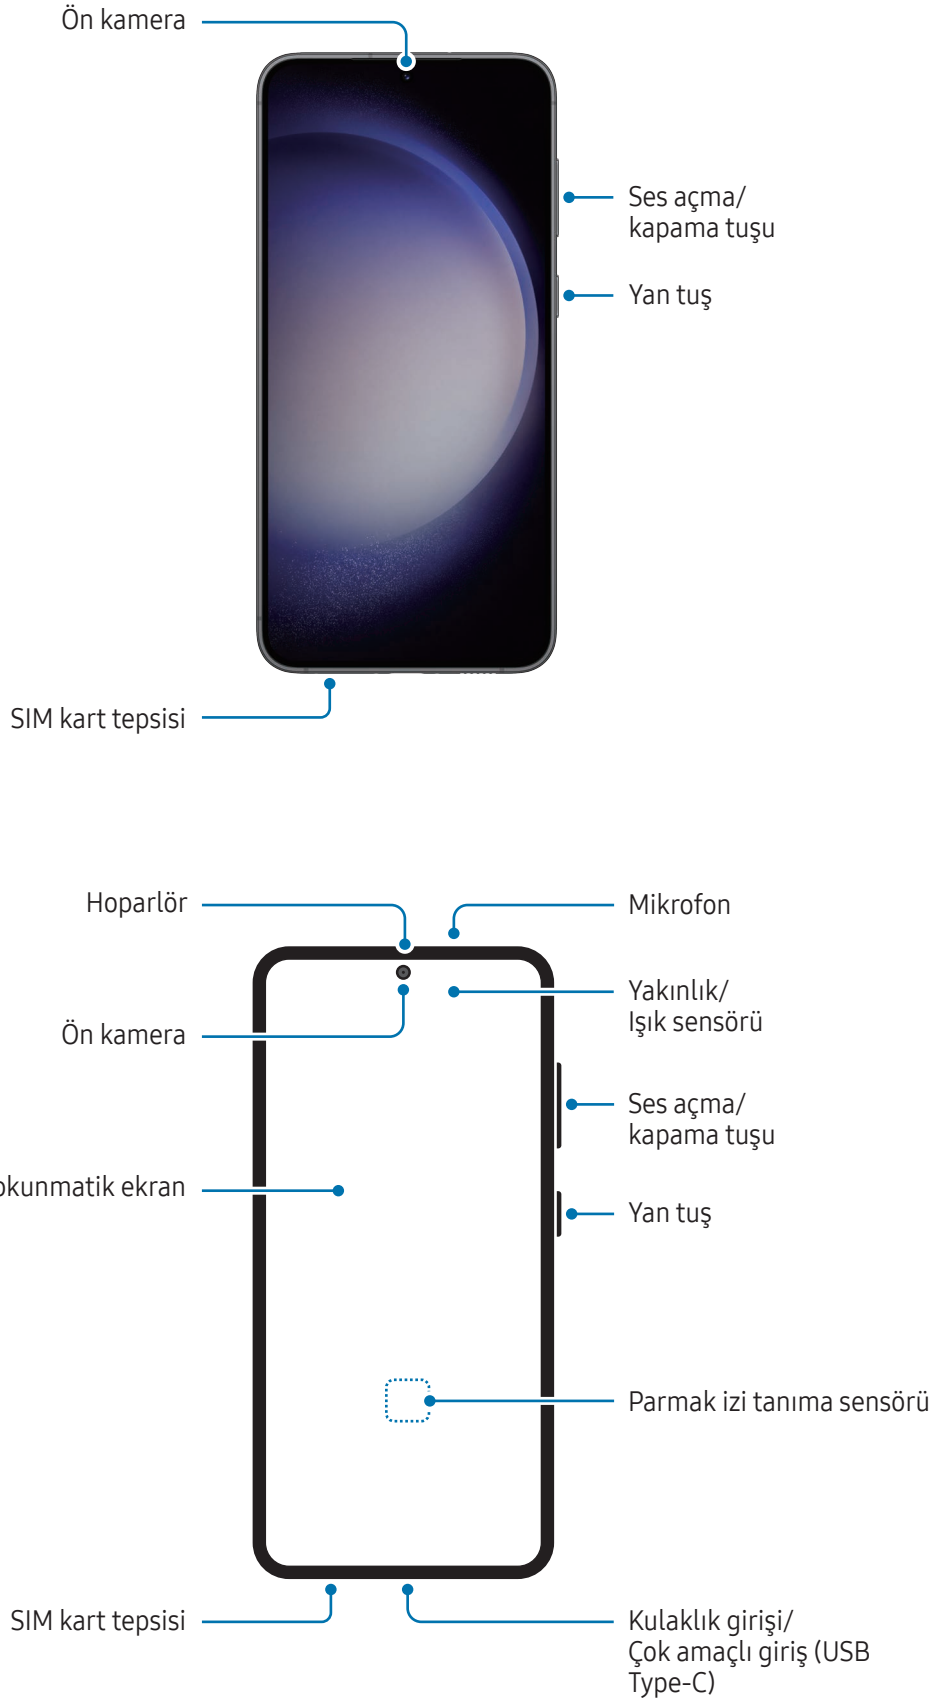 Ön kamera
Ses açma/
kapama tuşu
Yan tuş
SIM kart tepsisi
Hoparlör
Mikrofon
Yakınlık/
Işık sensörü
Ön kamera
Ses açma/
kapama tuşu
okunmatik ekran
Yan tuş
Parmak izi tanıma sensörü
SIM kart tepsisi
Kulaklık girişi/
Çok amaçlı giriş (USB
Type-C)